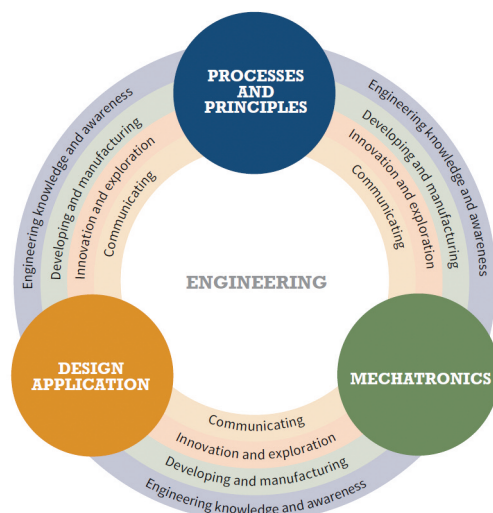 PROCESSES
AND
PRINCIPLES
Engineering knowledge and awareness
Developing and manufacturing
Innovation and exploration
Communicating
Engineering knowledge and awareness
Developing and manufacturing
Innovation and exploration
Communicating
ENGINEERING
DESIGN
APPLICATION
MECHATRONICS
Communicating
Innovation and exploration
Developing and manufacturing
Engineering knowledge and awareness